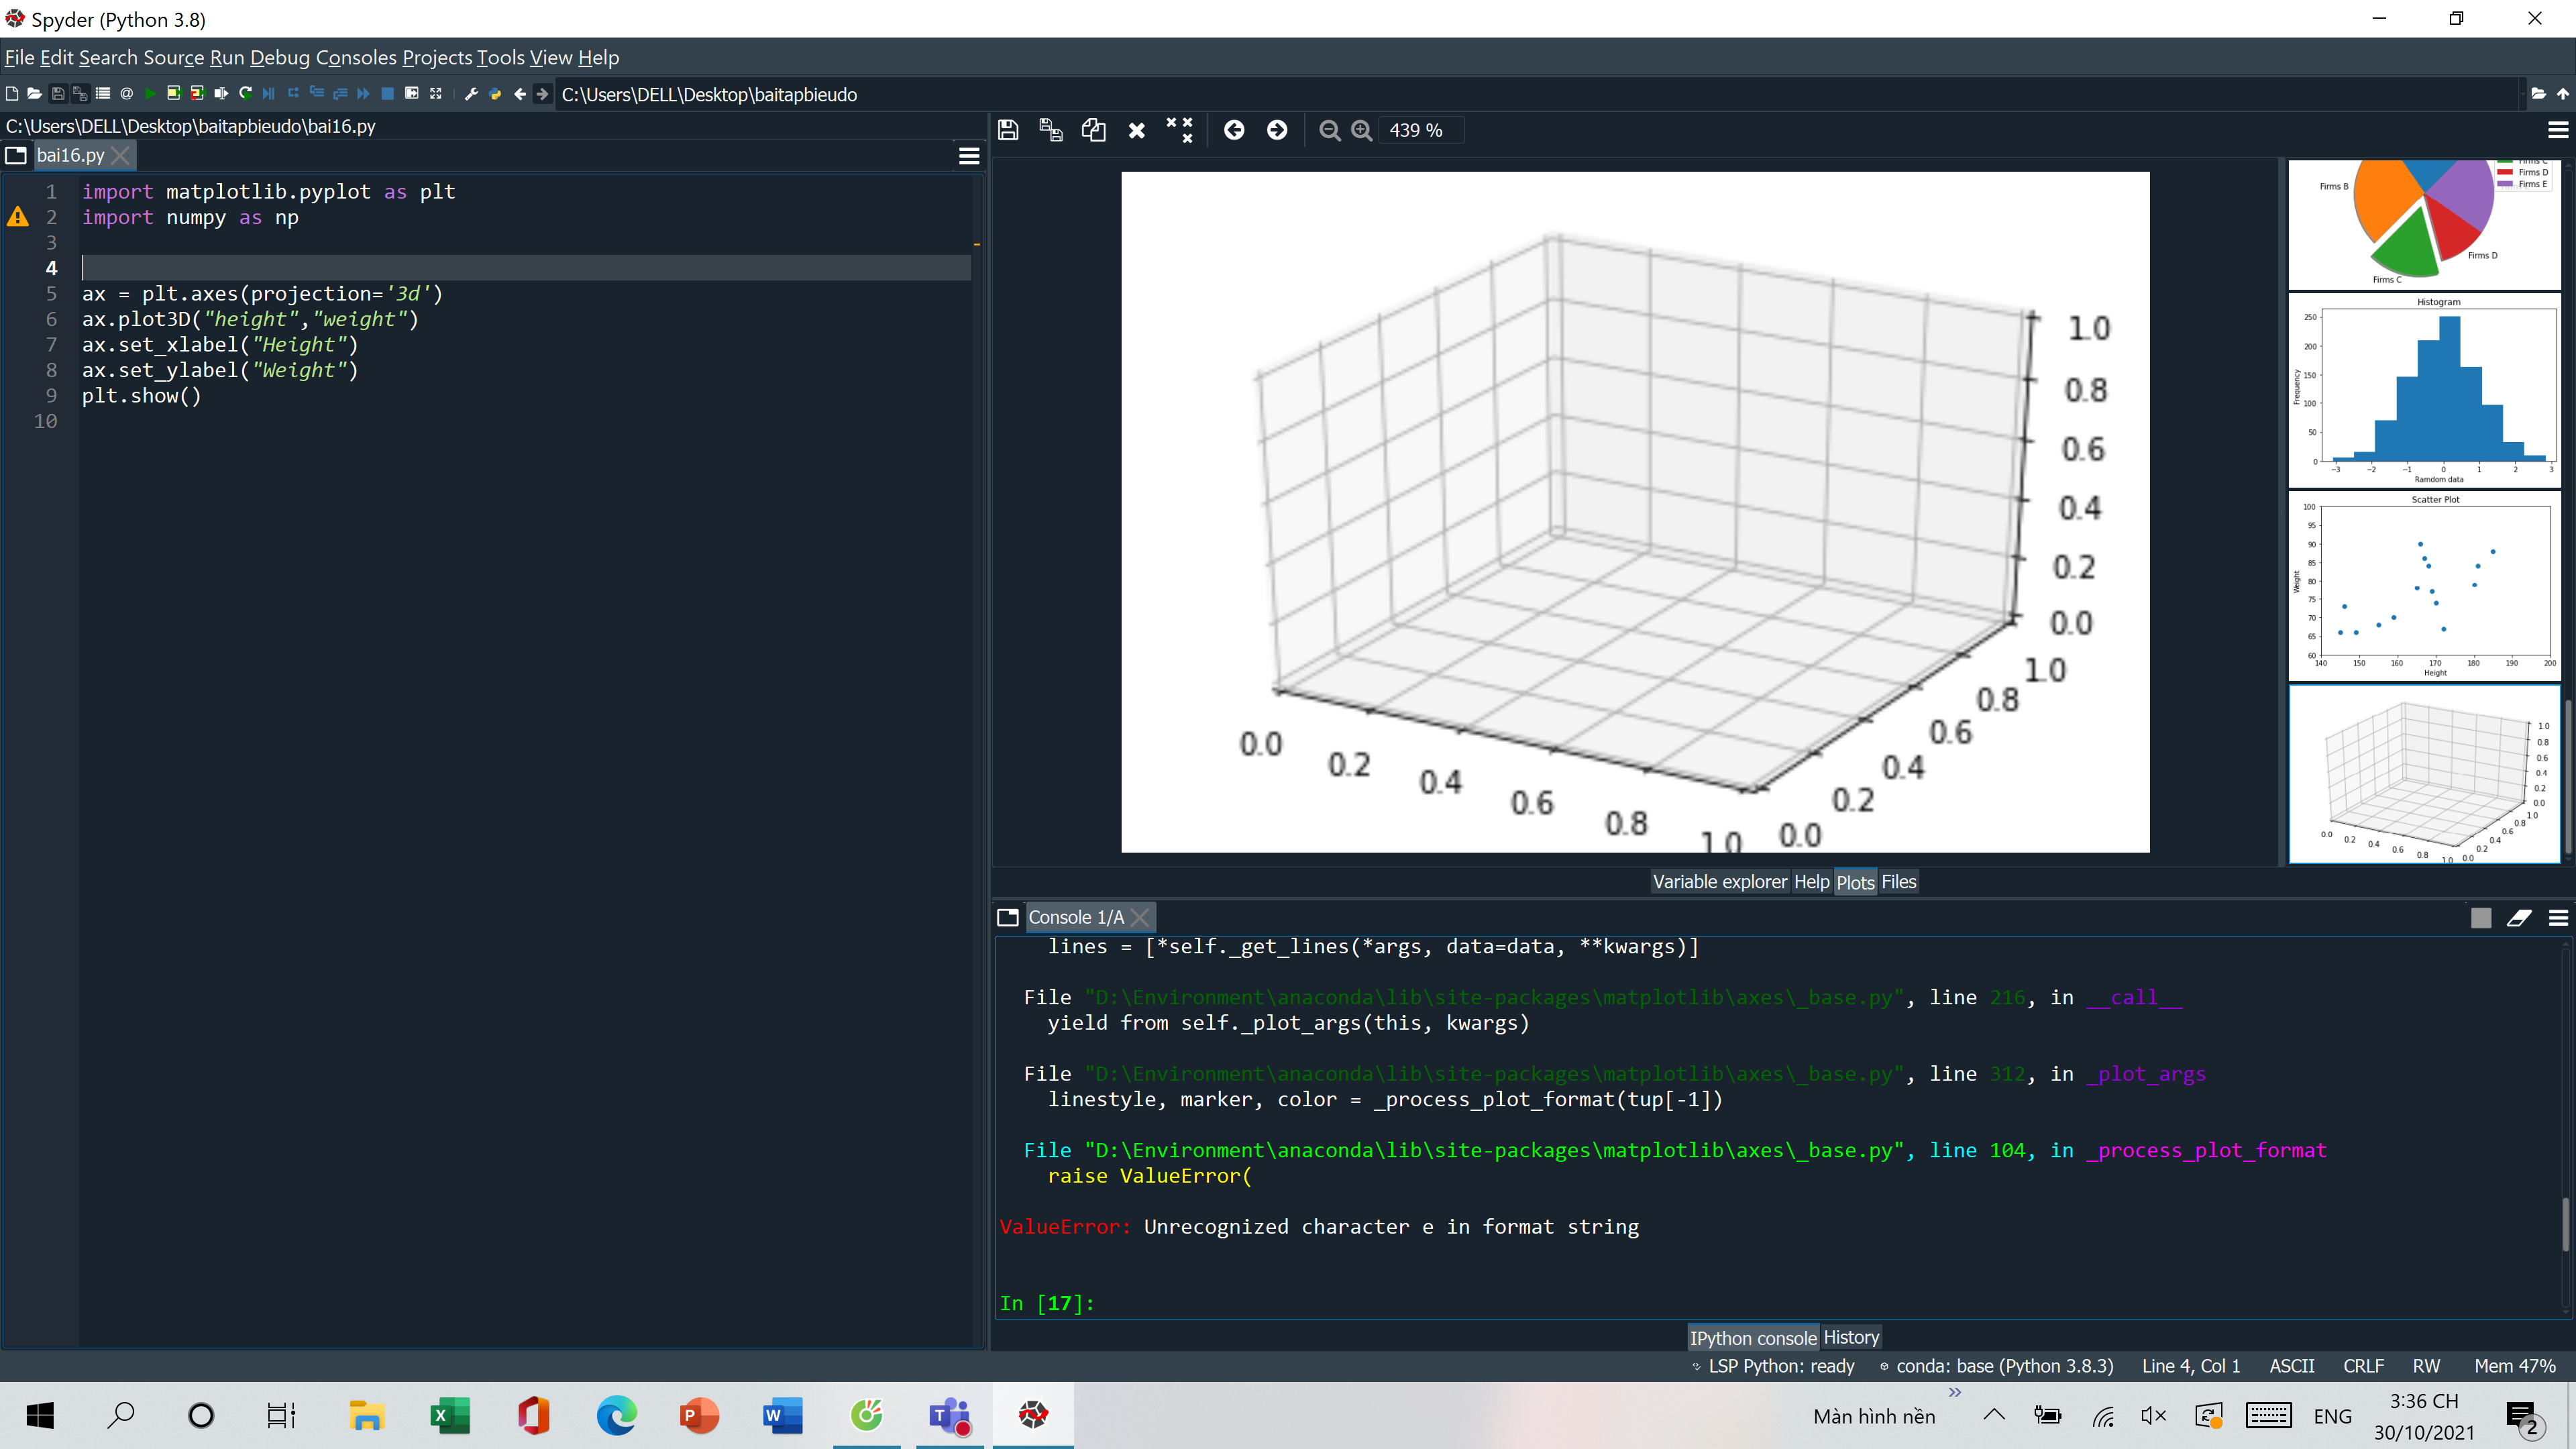 Spyder (Python 3.8)
File Edit Search Source Run Debug Consoles Projects Tools View Help
C:\Users\DELL\Desktop\baitapbieudo
C:\Users\DELL\Desktop\baitapbieudo\bai16.py
bai16.py
1 import matplotlib.pyplot as plt
2 import numpy as np
3
4
5 ax = plt.axes(projection='3d')
6 ax.plot3D("height","weight")
7 ax.set_xlabel("Height")
8 ax.set_ylabel("Weight")
9 plt.show()
10
439 %
1.0
0.8
0.6
0.4
0.2
0.0
1.0
0.8
0.6
0.4
0.2
0.0
0.0
0.2
0.4
0.6
0.8
1.0
Firms B
Firms C
Firms D
Firms E
Firms D
Firms C
Histogram
250
200
150
100
50
0
Frequency
−3 −2 −1 0 1 2 3
Ramdom data
Scatter Plot
100
95
90
85
80
75
70
65
60
Weight
140 150 160 170 180 190 200
Height
1.0
0.8
0.6
0.4
0.2
0.0
1.0
0.8
0.6
0.4
0.2
0.0
0.0
0.2
0.4
0.6
0.8
1.0
Variable explorer Help Plots Files
Console 1/A
lines = [*self._get_lines(*args, data=data, **kwargs)]
File "D:\Environment\anaconda\lib\site-packages\matplotlib\axes\_base.py", line 216, in __call__
yield from self._plot_args(this, kwargs)
File "D:\Environment\anaconda\lib\site-packages\matplotlib\axes\_base.py", line 312, in _plot_args
linestyle, marker, color = _process_plot_format(tup[-1])
File "D:\Environment\anaconda\lib\site-packages\matplotlib\axes\_base.py", line 104, in _process_plot_format
raise ValueError(
ValueError: Unrecognized character e in format string
In [17]:
IPython console History
LSP Python: ready conda: base (Python 3.8.3) Line 4, Col 1 ASCII CRLF RW Mem 47%
Màn hình nền
ENG
3:36 CH
30/10/2021
2